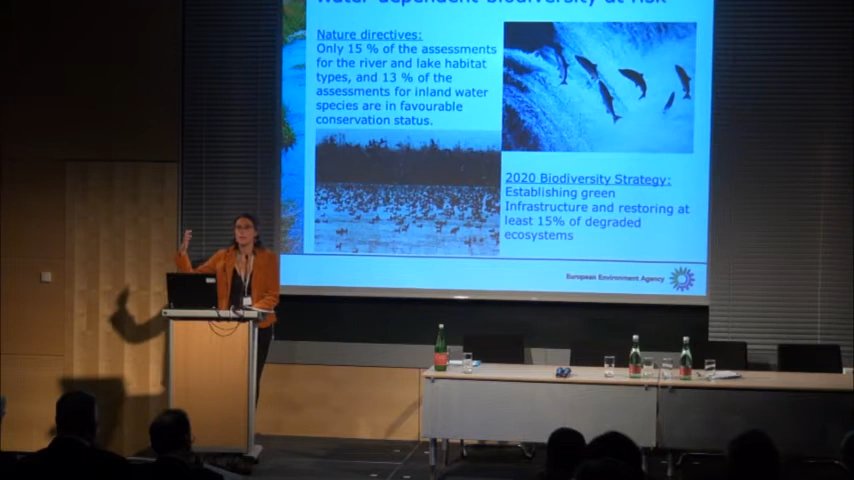 water-dependent biodiversity at risk
Nature directives:
Only 15 % of the assessments
for the river and lake habitat
types, and 13 % of the
assessments for inland water
species are in favourable
conservation status.
2020 Biodiversity Strategy:
Establishing green
Infrastructure and restoring at
least 15% of degraded
ecosystems
European Environment Agency